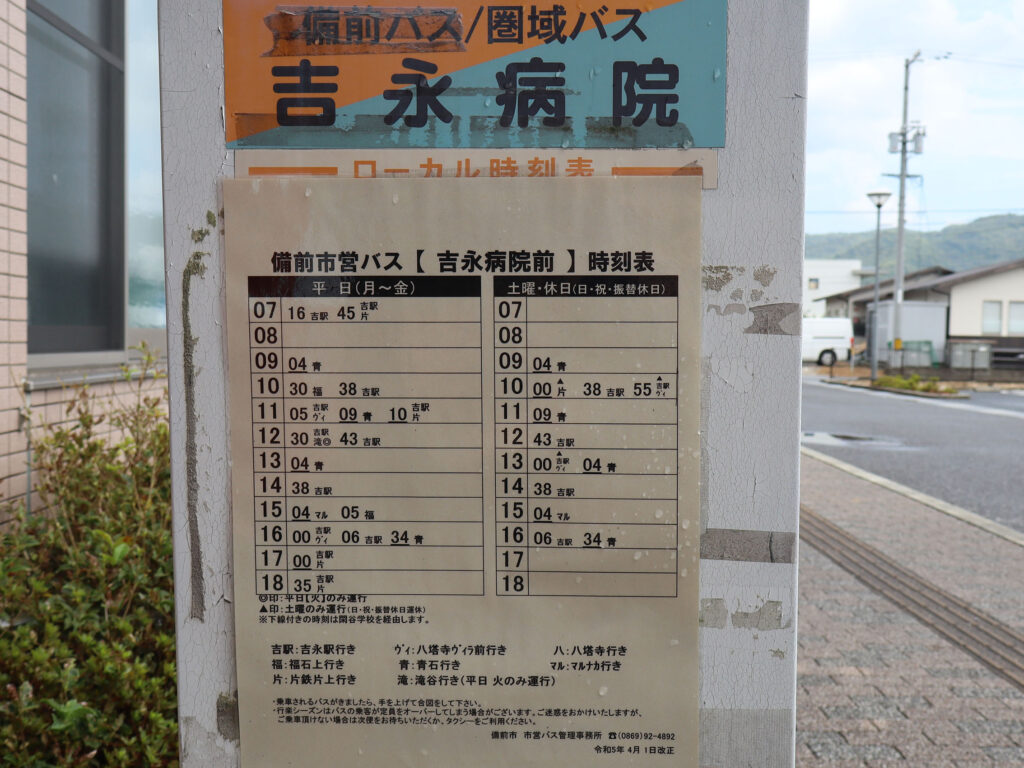 備前バス/圏域バス
吉永病院
ローカル時刻表
備前市営バス【 吉永病院前 】時刻表
平 日(月～金) 土曜・休日(日・祝・振替休日)
07 16 吉駅 45 吉駅 片 07
08 08
09 04 青 09 04 青
10 30 福 38 吉駅 10 00 ▲片 38 吉駅 55 ▲吉駅 ヴィ
11 05 吉駅 ヴィ 09 青 10 吉駅 片 11 09 青
12 30 吉駅 滝◎ 43 吉駅 12 43 吉駅
13 04 青 13 00 ▲吉駅 ヴィ 04 青
14 38 吉駅 14 38 吉駅
15 04 マル 05 福 15 04 マル
16 00 吉駅 ヴィ 06 吉駅 34 青 16 06 吉駅 34 青
17 00 吉駅 片 17
18 35 吉駅 片 18
◎印:平日【火】のみ運行
▲印:土曜のみ運行(日・祝・振替休日運休)
※下線付きの時刻は閑谷学校を経由します。
吉駅:吉永駅行き ヴィ:八塔寺ヴィラ前行き 八:八塔寺行き
福:福石上行き 青:青石行き マル:マルナカ行き
片:片鉄片上行き 滝:滝谷行き(平日 火のみ運行)
・乗車されるバスがきましたら、手を上げて合図をして下さい。
・行楽シーズンはバスの乗客が定員をオーバーしてしまう場合がございます。ご迷惑をおかけいたしますが、
ご乗車頂けない場合は次便をお待ちいただくか、タクシーをご利用ください。
備前市 市営バス管理事務所 ☎(0869)92-4892
令和5年 4月 1日改正